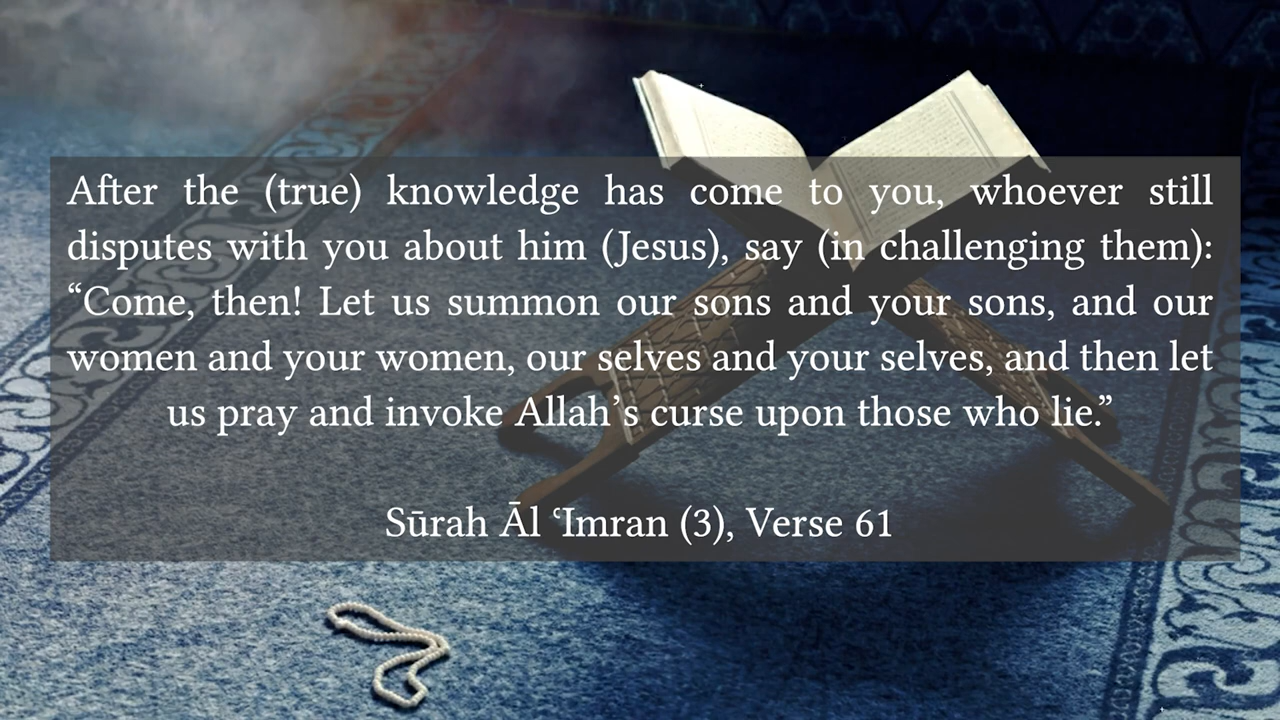 After the (true) knowledge has come to you, whoever still
disputes with you about him (Jesus), say (in challenging them):
“Come, then! Let us summon our sons and your sons, and our
women and your women, our selves and your selves, and then let
us pray and invoke Allah’s curse upon those who lie.”
Sūrah Āl ʿImran (3), Verse 61